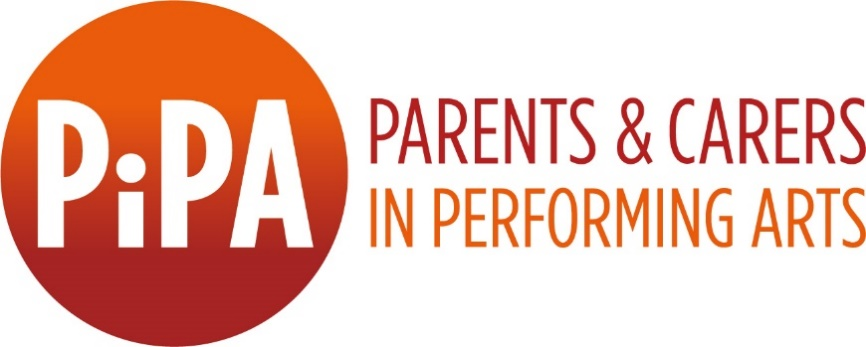 PiPA
PARENTS & CARERS
IN PERFORMING ARTS